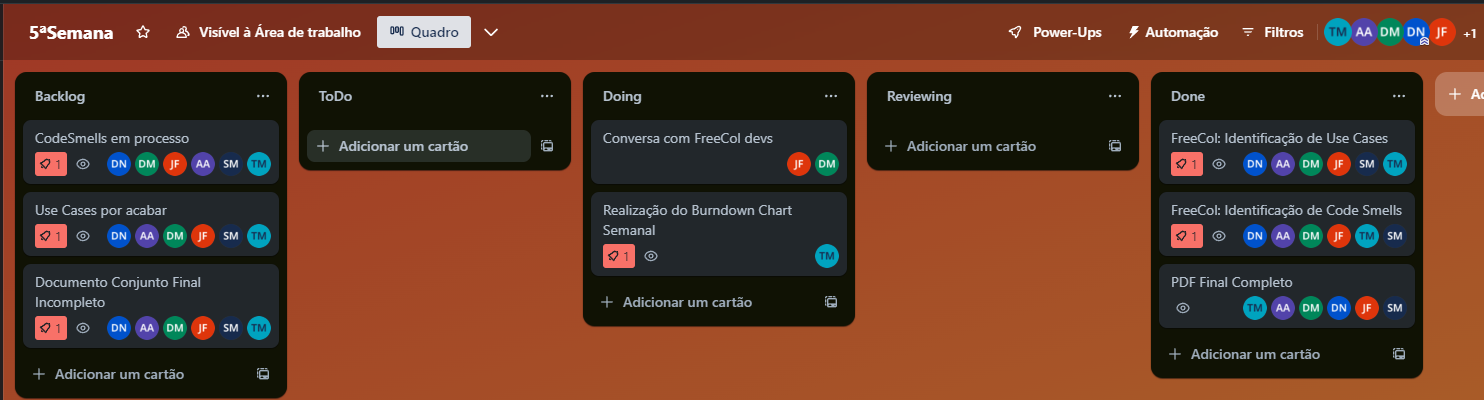 5ªSemana
Visível à Área de trabalho
Quadro
Power-Ups
Automação
Filtros
TM AA DM DN JF +1
Backlog
CodeSmells em processo
1 DN DM JF AA SM TM
Use Cases por acabar
1 DN AA DM JF SM TM
Documento Conjunto Final
Incompleto
1 DN AA DM JF SM TM
Adicionar um cartão
ToDo
Adicionar um cartão
Doing
Conversa com FreeCol devs
JF DM
Realização do Burndown Chart
Semanal
1 TM
Adicionar um cartão
Reviewing
Adicionar um cartão
Done
FreeCol: Identificação de Use Cases
1 DN AA DM JF SM TM
FreeCol: Identificação de Code Smells
1 DN AA DM JF TM SM
PDF Final Completo
TM AA DM DN JF SM
Adicionar um cartão